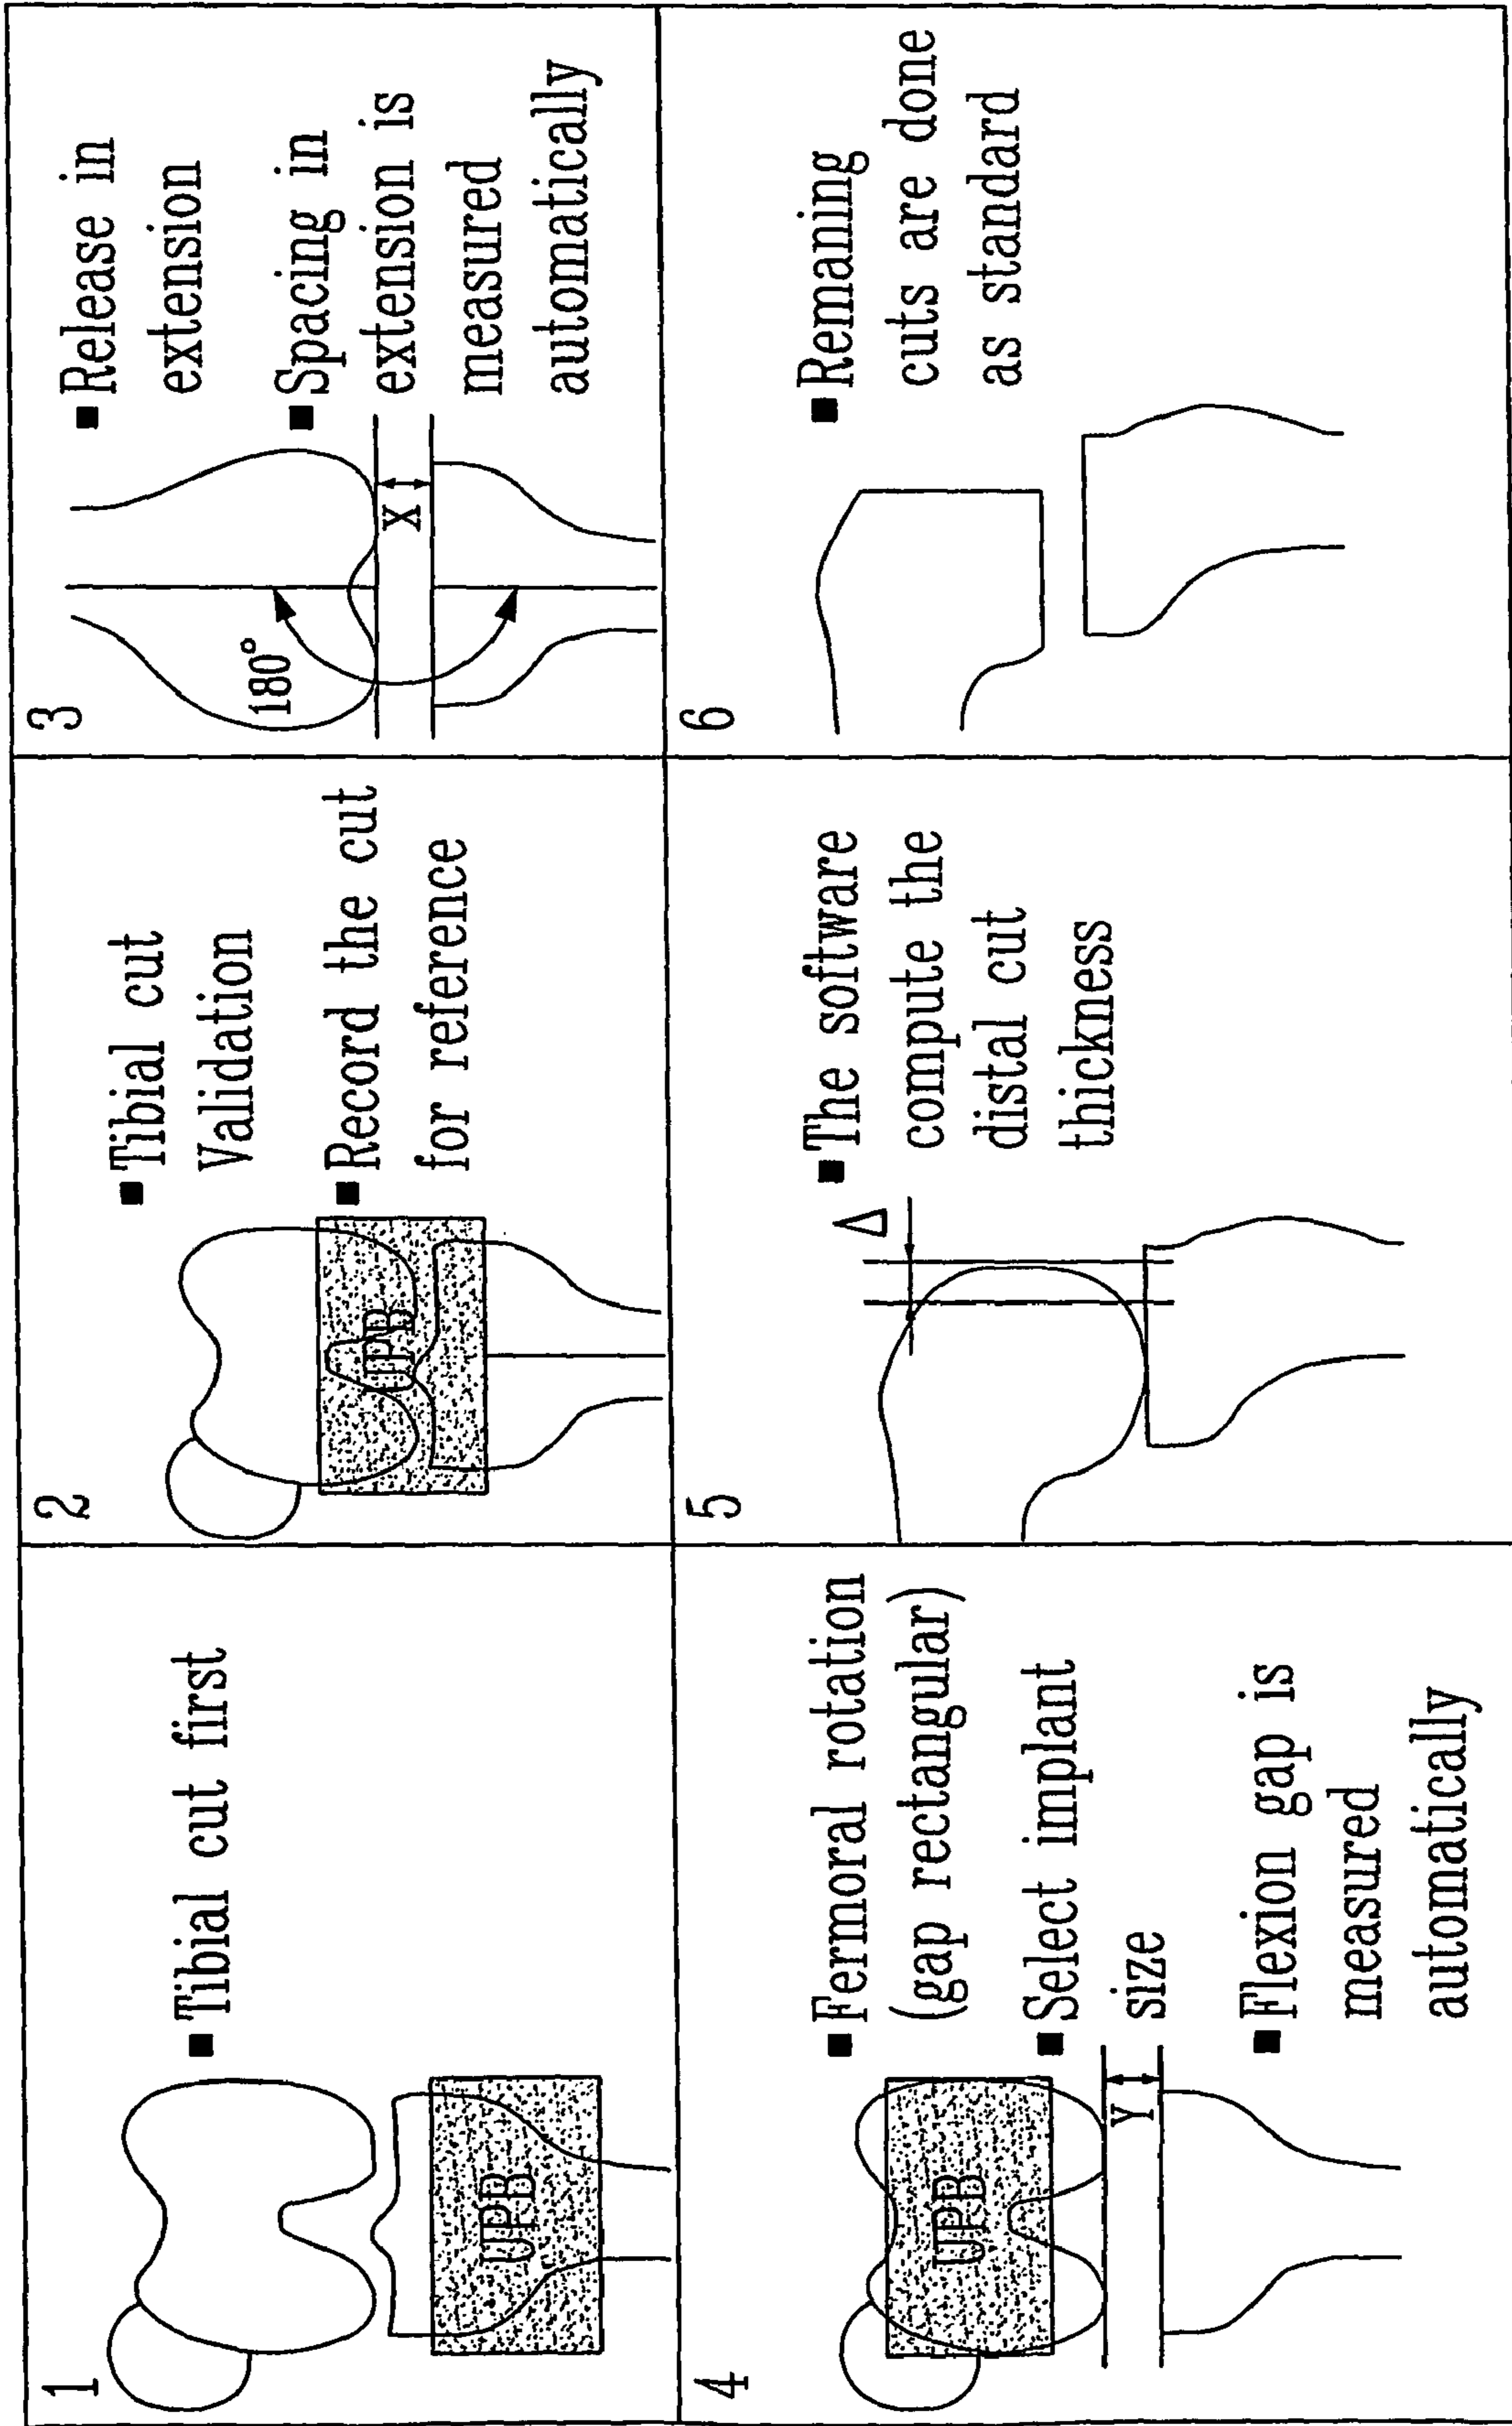 1
■ Tibial cut first
UPB
2
■ Tibial cut
Validation
■ Record the cut
for reference
UPB
3
■ Release in
extension
■ Spacing in
extension is
measured
automatically
180°
X
4
■ Fermoral rotation
(gap rectangular)
■ Select implant
size
■ Flexion gap is
measured
automatically
UPB
Y
5
■ The software
compute the
distal cut
thickness
Δ
6
■ Remaning
cuts are done
as standard